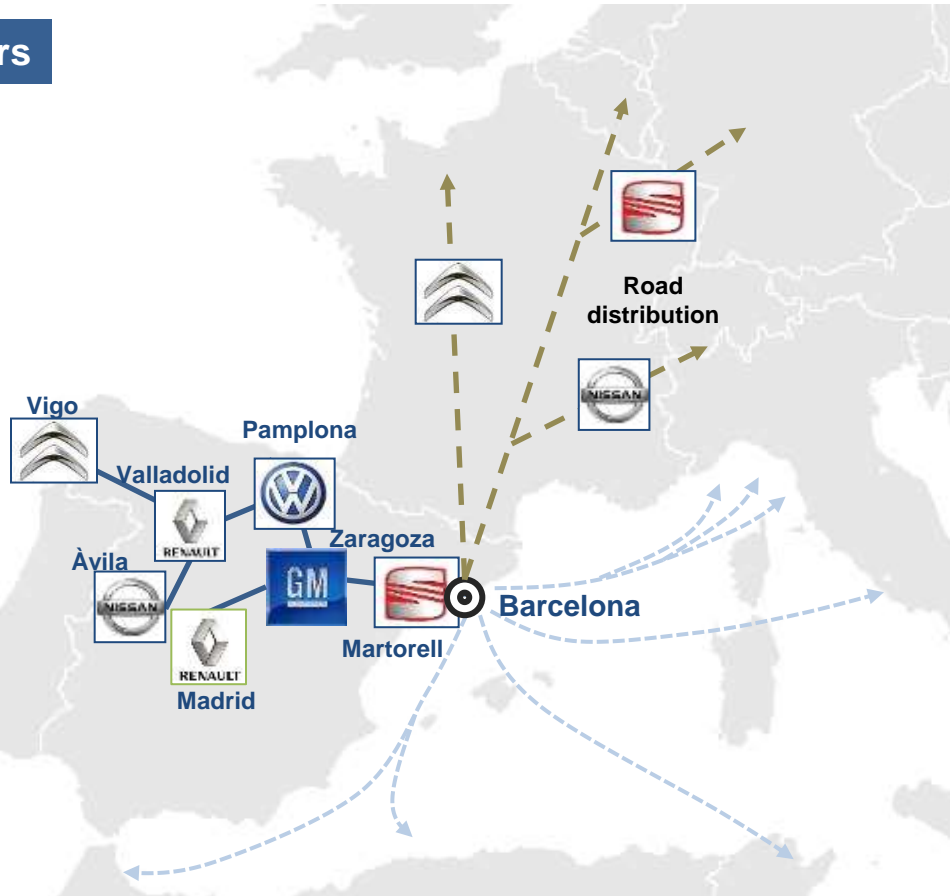 rs
Road
distribution
NISSAN
Vigo
Pamplona
Valladolid
RENAULT
Zaragoza
Àvila
NISSAN
GM
Barcelona
Martorell
RENAULT
Madrid